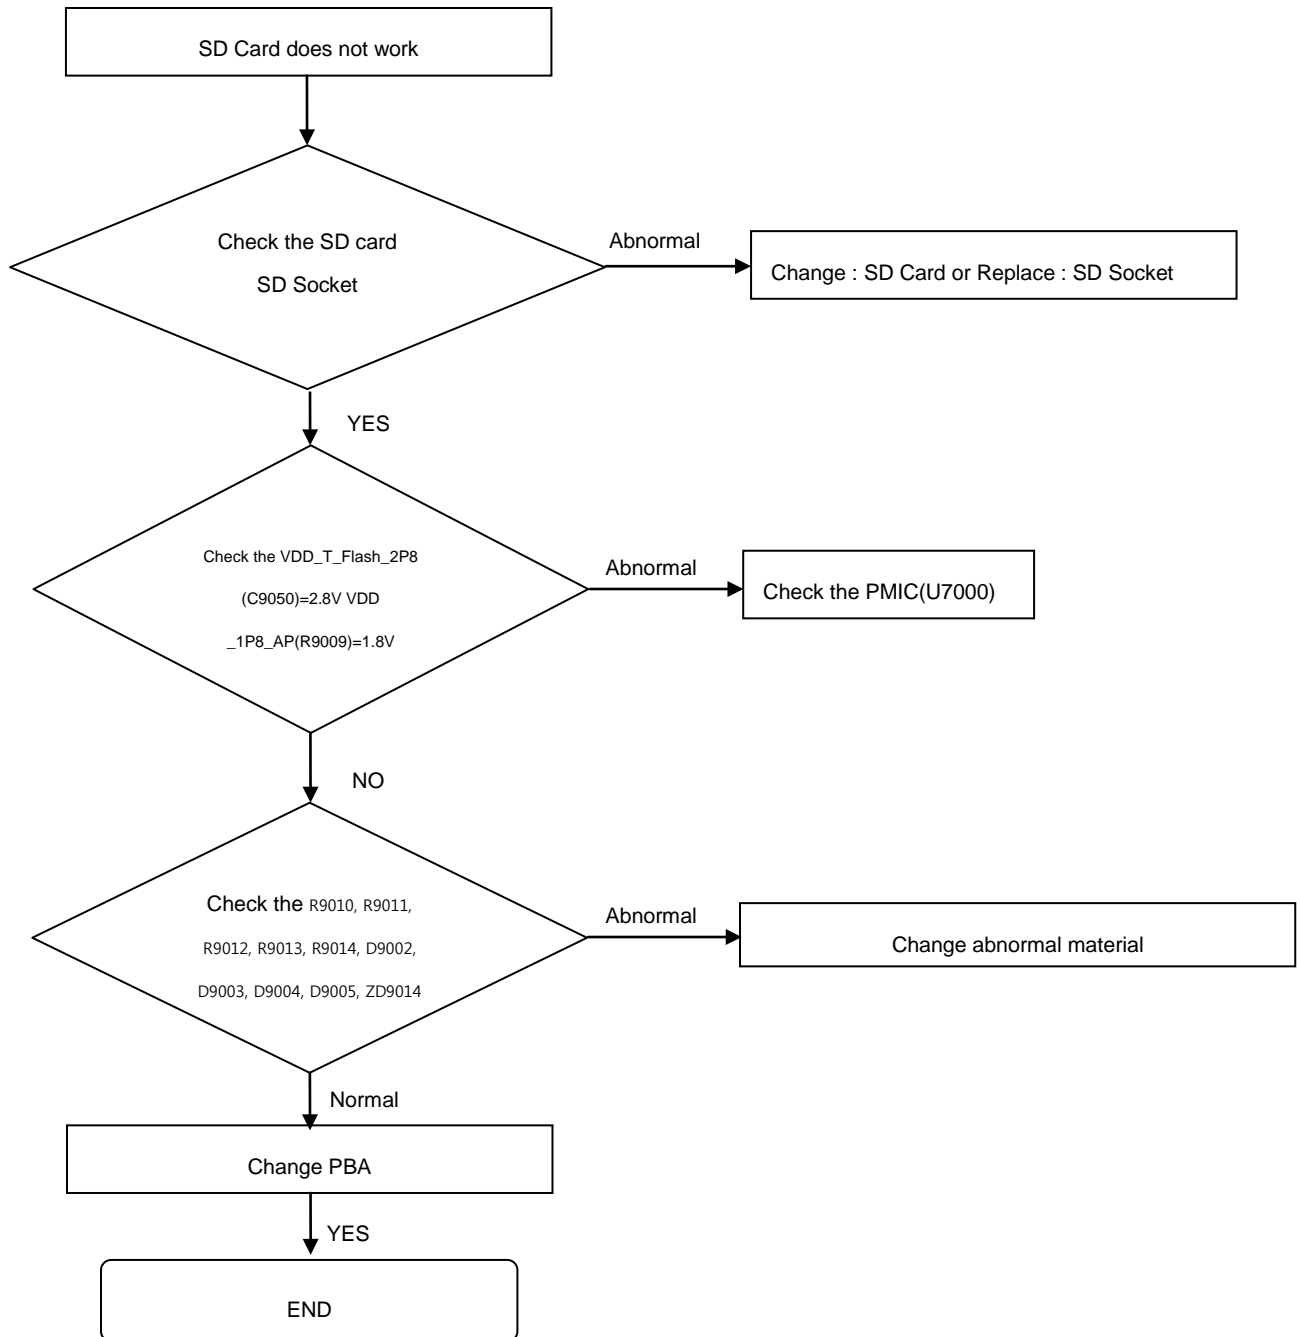 SD Card does not work
Check the SD card
SD Socket
Abnormal
Change : SD Card or Replace : SD Socket
YES
Check the VDD_T_Flash_2P8
(C9050)=2.8V VDD
_1P8_AP(R9009)=1.8V
Abnormal
Check the PMIC(U7000)
NO
Check the R9010, R9011,
R9012, R9013, R9014, D9002,
D9003, D9004, D9005, ZD9014
Abnormal
Change abnormal material
Normal
Change PBA
YES
END